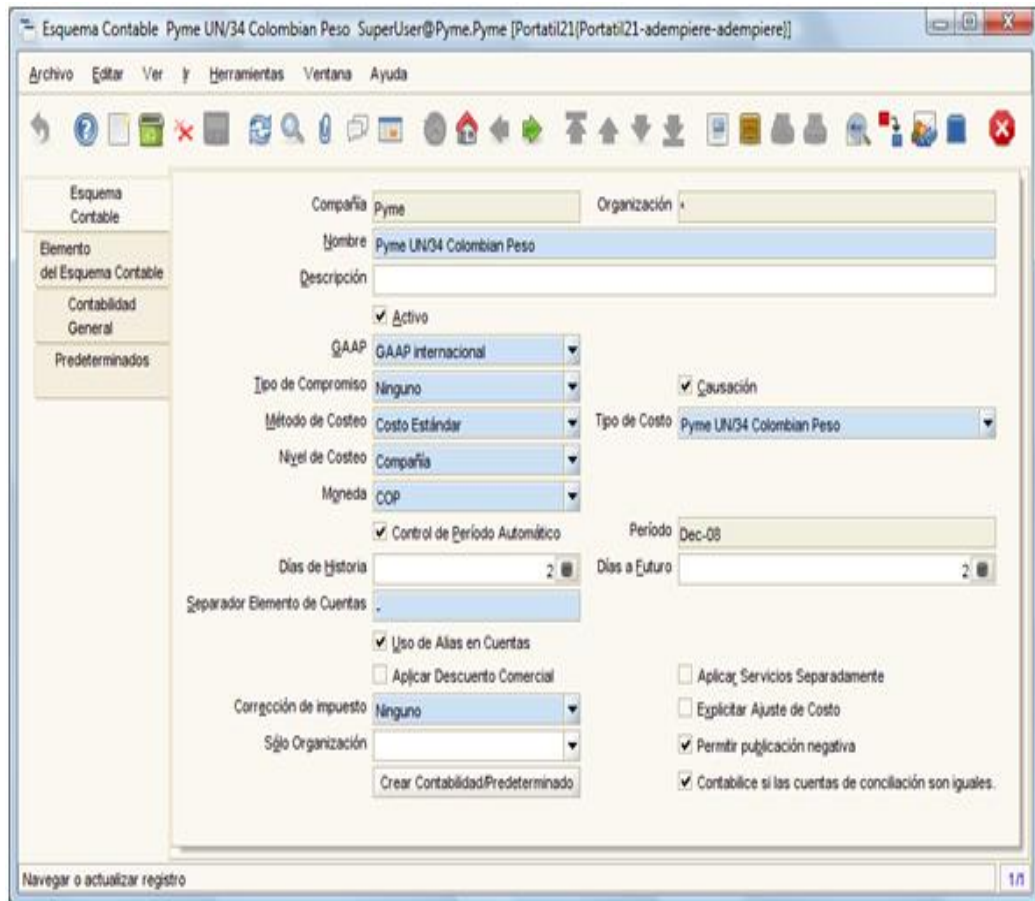 Esquema Contable Pyme UN/34 Colombian Peso SuperUser@Pyme.Pyme [Portatil21{Portatil21-adempiere-adempiere}]
Archivo Editar Ver Ir Herramientas Ventana Ayuda
Esquema
Contable
Elemento
del Esquema Contable
Contabilidad
General
Predeterminados
Compañía Pyme Organización *
Nombre Pyme UN/34 Colombian Peso
Descripción
Activo
GAAP GAAP internacional
Tipo de Compromiso Ninguno Causación
Método de Costeo Costo Estándar Tipo de Costo Pyme UN/34 Colombian Peso
Nivel de Costeo Compañía
Moneda COP
Control de Período Automático Período Dec-08
Días de Historia 2 Días a Futuro 2
Separador Elemento de Cuentas -
Uso de Alias en Cuentas
Aplicar Descuento Comercial Aplicar Servicios Separadamente
Corrección de impuesto Ninguno Explicitar Ajuste de Costo
Sólo Organización Permitir publicación negativa
Crear Contabilidad/Predeterminado Contabilice si las cuentas de conciliación son iguales.
Navegar o actualizar registro 1/1